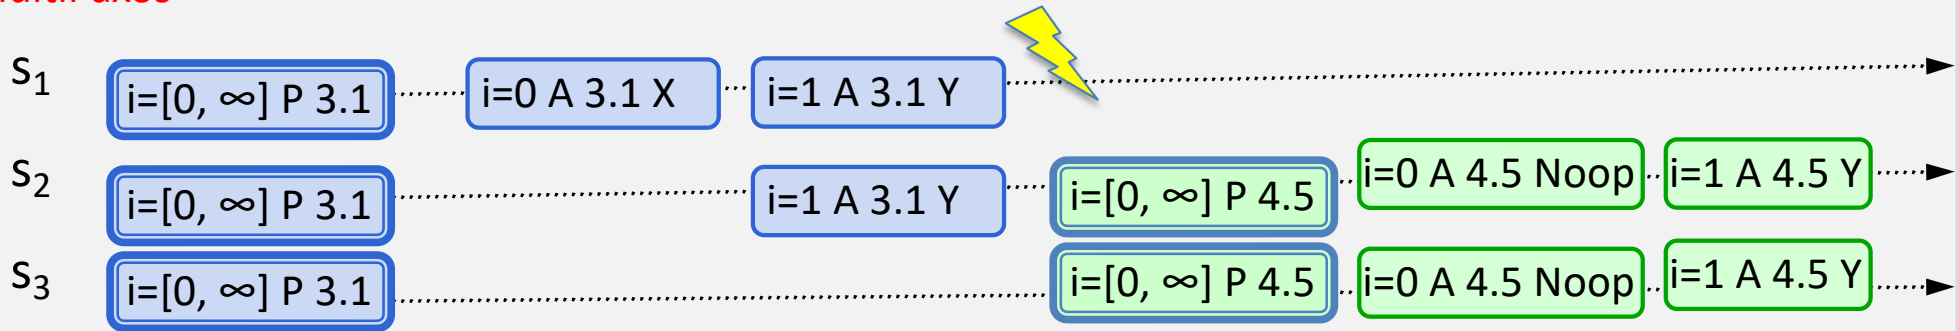 s1 i=[0, ∞] P 3.1 i=0 A 3.1 X i=1 A 3.1 Y
s2 i=[0, ∞] P 3.1 i=1 A 3.1 Y i=[0, ∞] P 4.5 i=0 A 4.5 Noop i=1 A 4.5 Y
s3 i=[0, ∞] P 3.1 i=[0, ∞] P 4.5 i=0 A 4.5 Noop i=1 A 4.5 Y